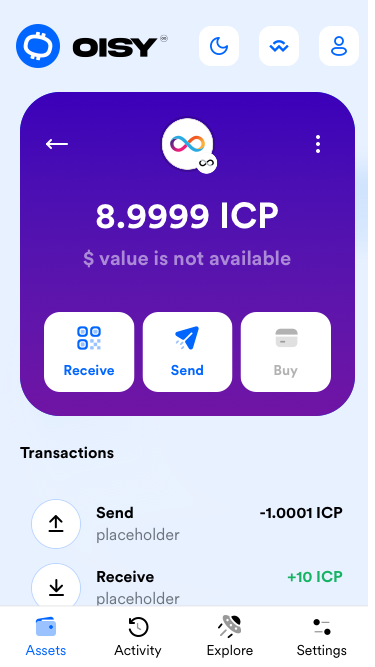 OISY
8.9999 ICP
$ value is not available
Receive
Send
Buy
Transactions
Send
-1.0001 ICP
placeholder
Receive
+10 ICP
placeholder
Assets
Activity
Explore
Settings